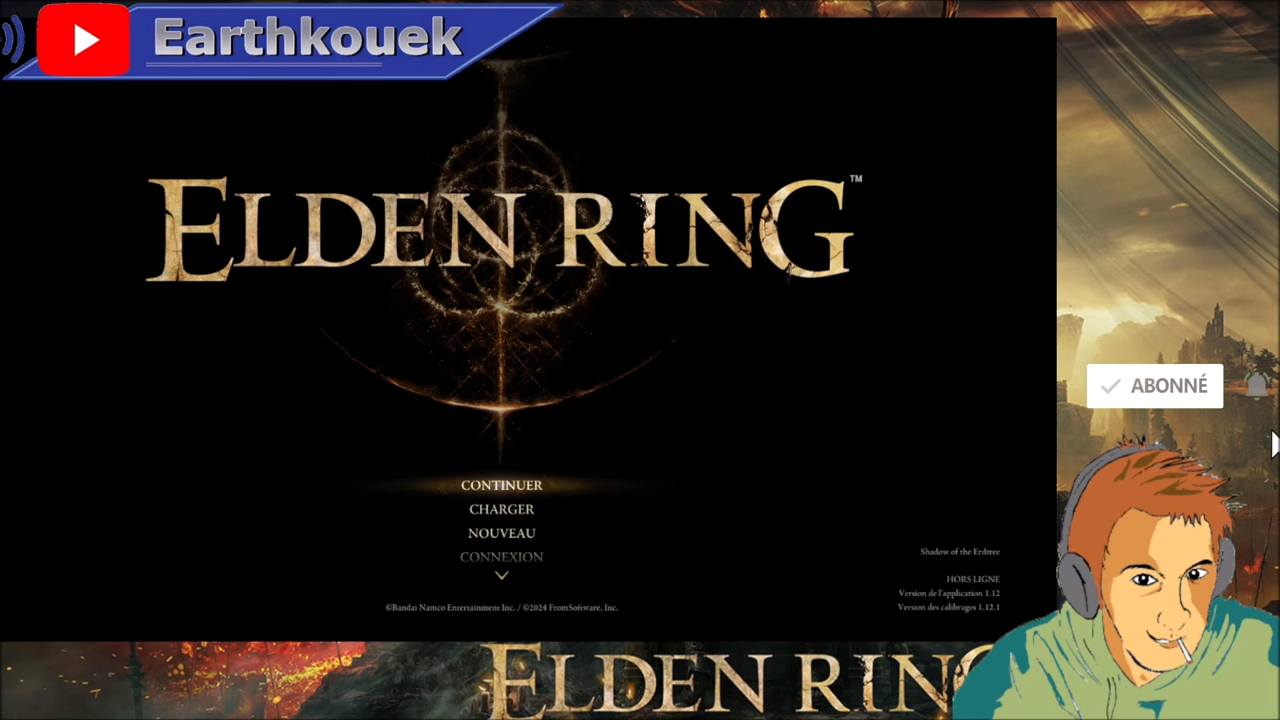 Earthkouek
ELDEN RING™
ABONNÉ
CONTINUER
CHARGER
NOUVEAU
CONNEXION
Shadow of the Erdtree
HORS LIGNE
Version de l'application 1.12
Version des calibrages 1.12.1
©Bandai Namco Entertainment Inc. / ©2024 FromSoftware, Inc.
ELDEN RING